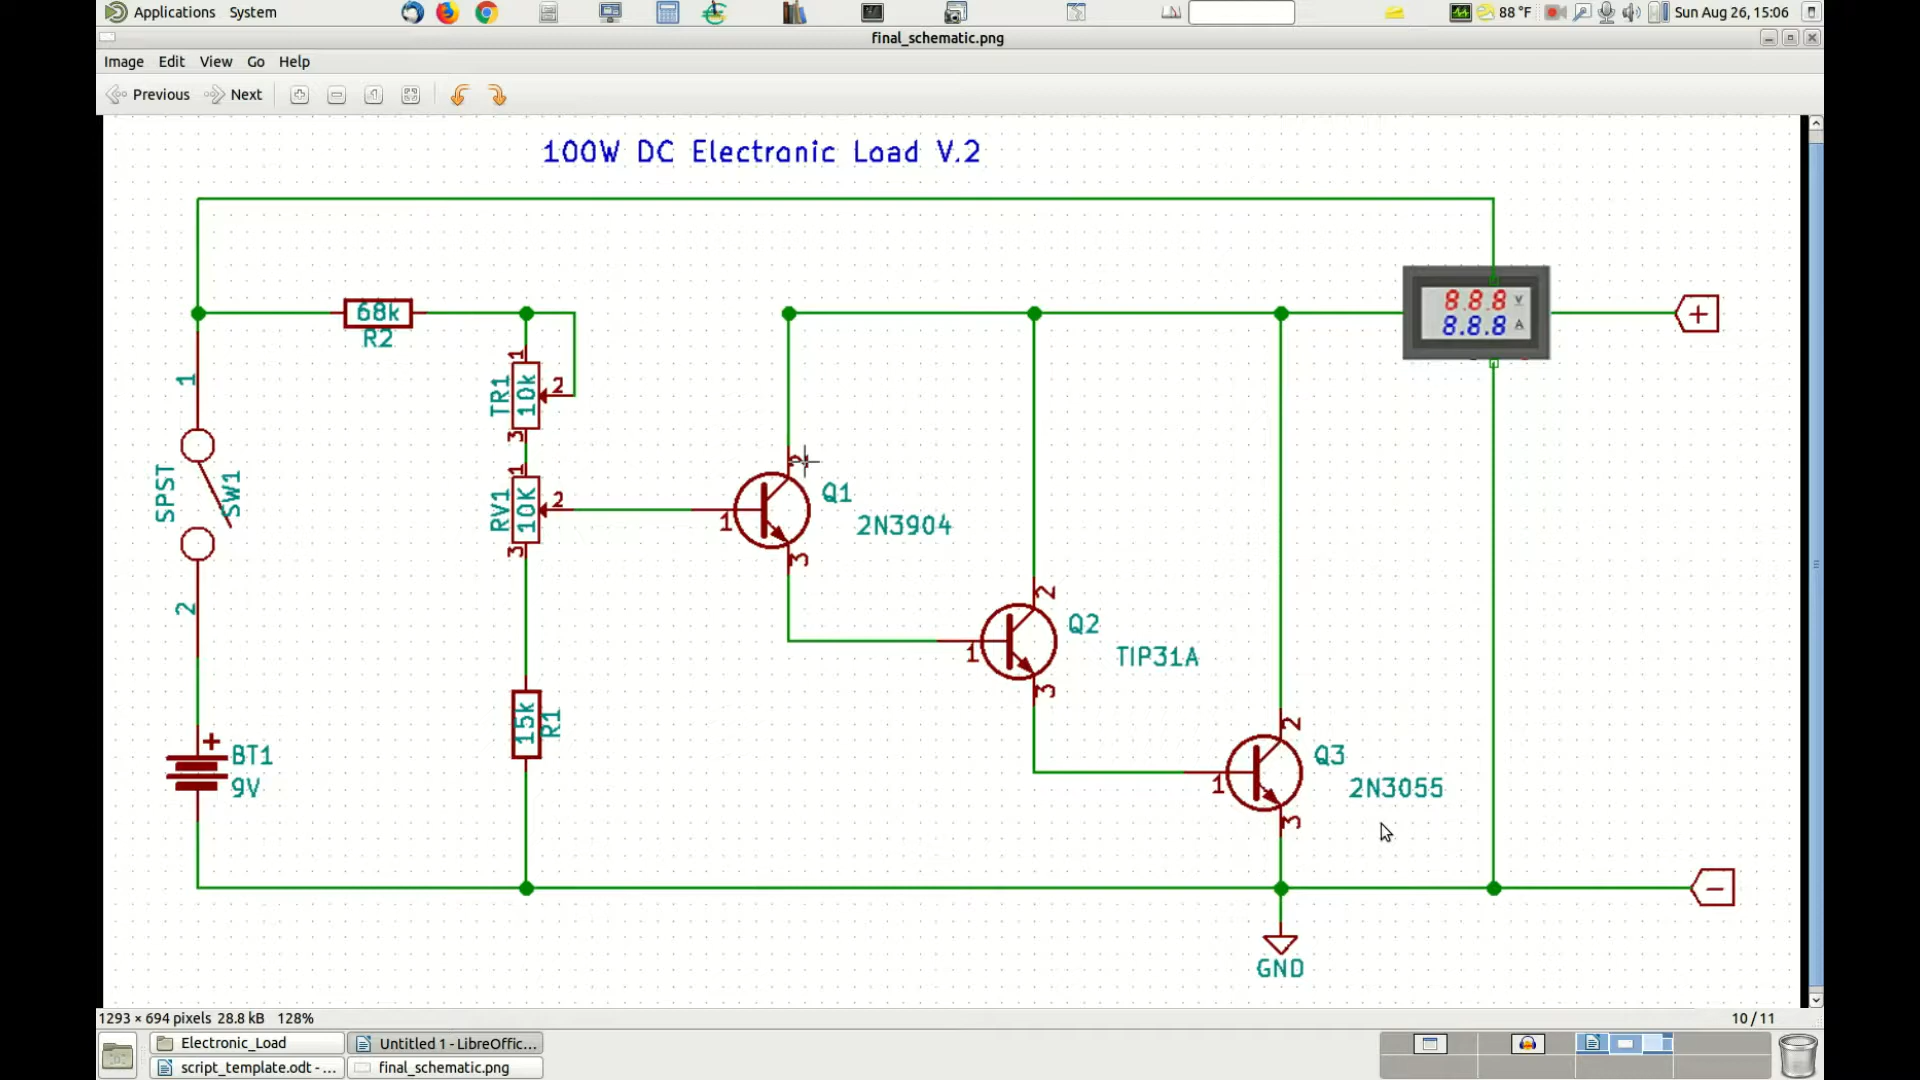 Applications System 88 °F Sun Aug 26, 15:06
final_schematic.png
Image Edit View Go Help
Previous Next
100W DC Electronic Load V.2
8.8.8 V
8.8.8 A
+
68k
R2
1
2
SPST
SW1
TR1
10k
1
2
3
RV1
10K
1
2
3
15k
R1
+
BT1
9V
2
Q1
2N3904
1
3
2
Q2
TIP31A
1
3
2
Q3
2N3055
1
3
−
GND
1293 × 694 pixels 28.8 kB 128% 10 / 11
Electronic_Load Untitled 1 - LibreOffic...
script_template.odt - ... final_schematic.png